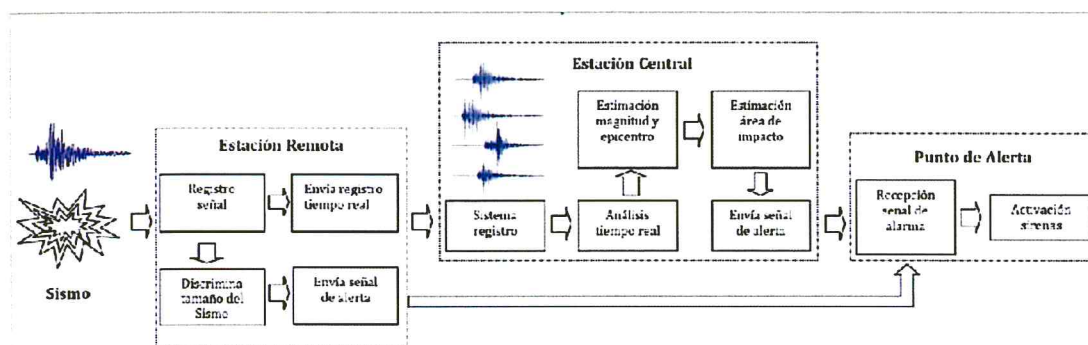 Sismo
Estación Remota
Registro
señal
Envía registro
tiempo real
Discrimina
tamaño del
Sismo
Envía señal
de alerta
Estación Central
Sistema
registro
Análisis
tiempo real
Estimación
magnitud y
epicentro
Estimación
área de
impacto
Envía señal
de alerta
Punto de Alerta
Recepción
senal de
alarma
Activación
sirenas